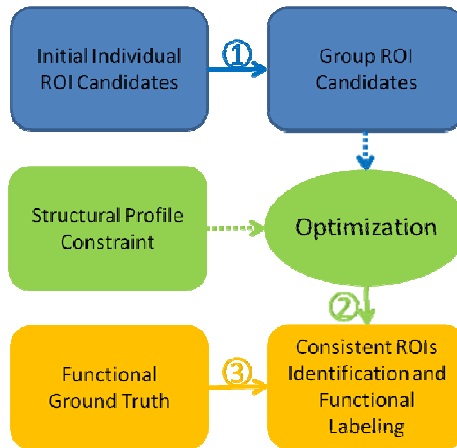 Initial Individual
ROI Candidates
①
Group ROI
Candidates
Structural Profile
Constraint
Optimization
②
Functional
Ground Truth
③
Consistent ROIs
Identification and
Functional
Labeling